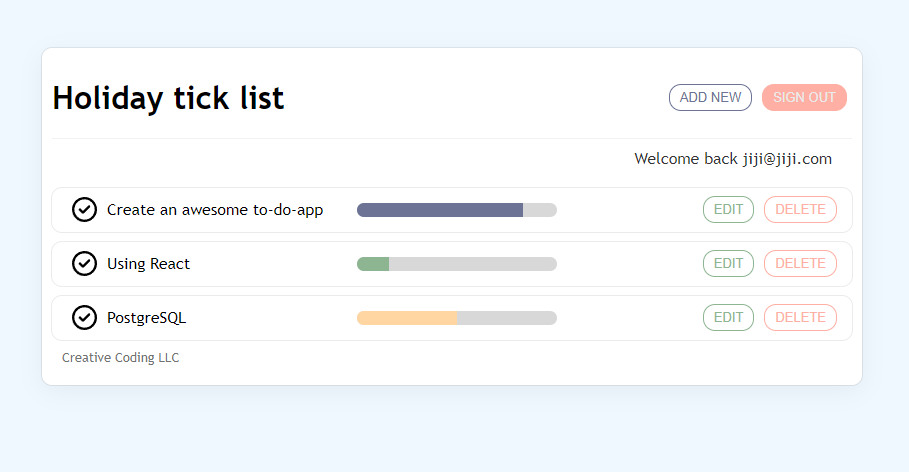 Holiday tick list
ADD NEW SIGN OUT
Welcome back jiji@jiji.com
Create an awesome to-do-app EDIT DELETE
Using React EDIT DELETE
PostgreSQL EDIT DELETE
Creative Coding LLC